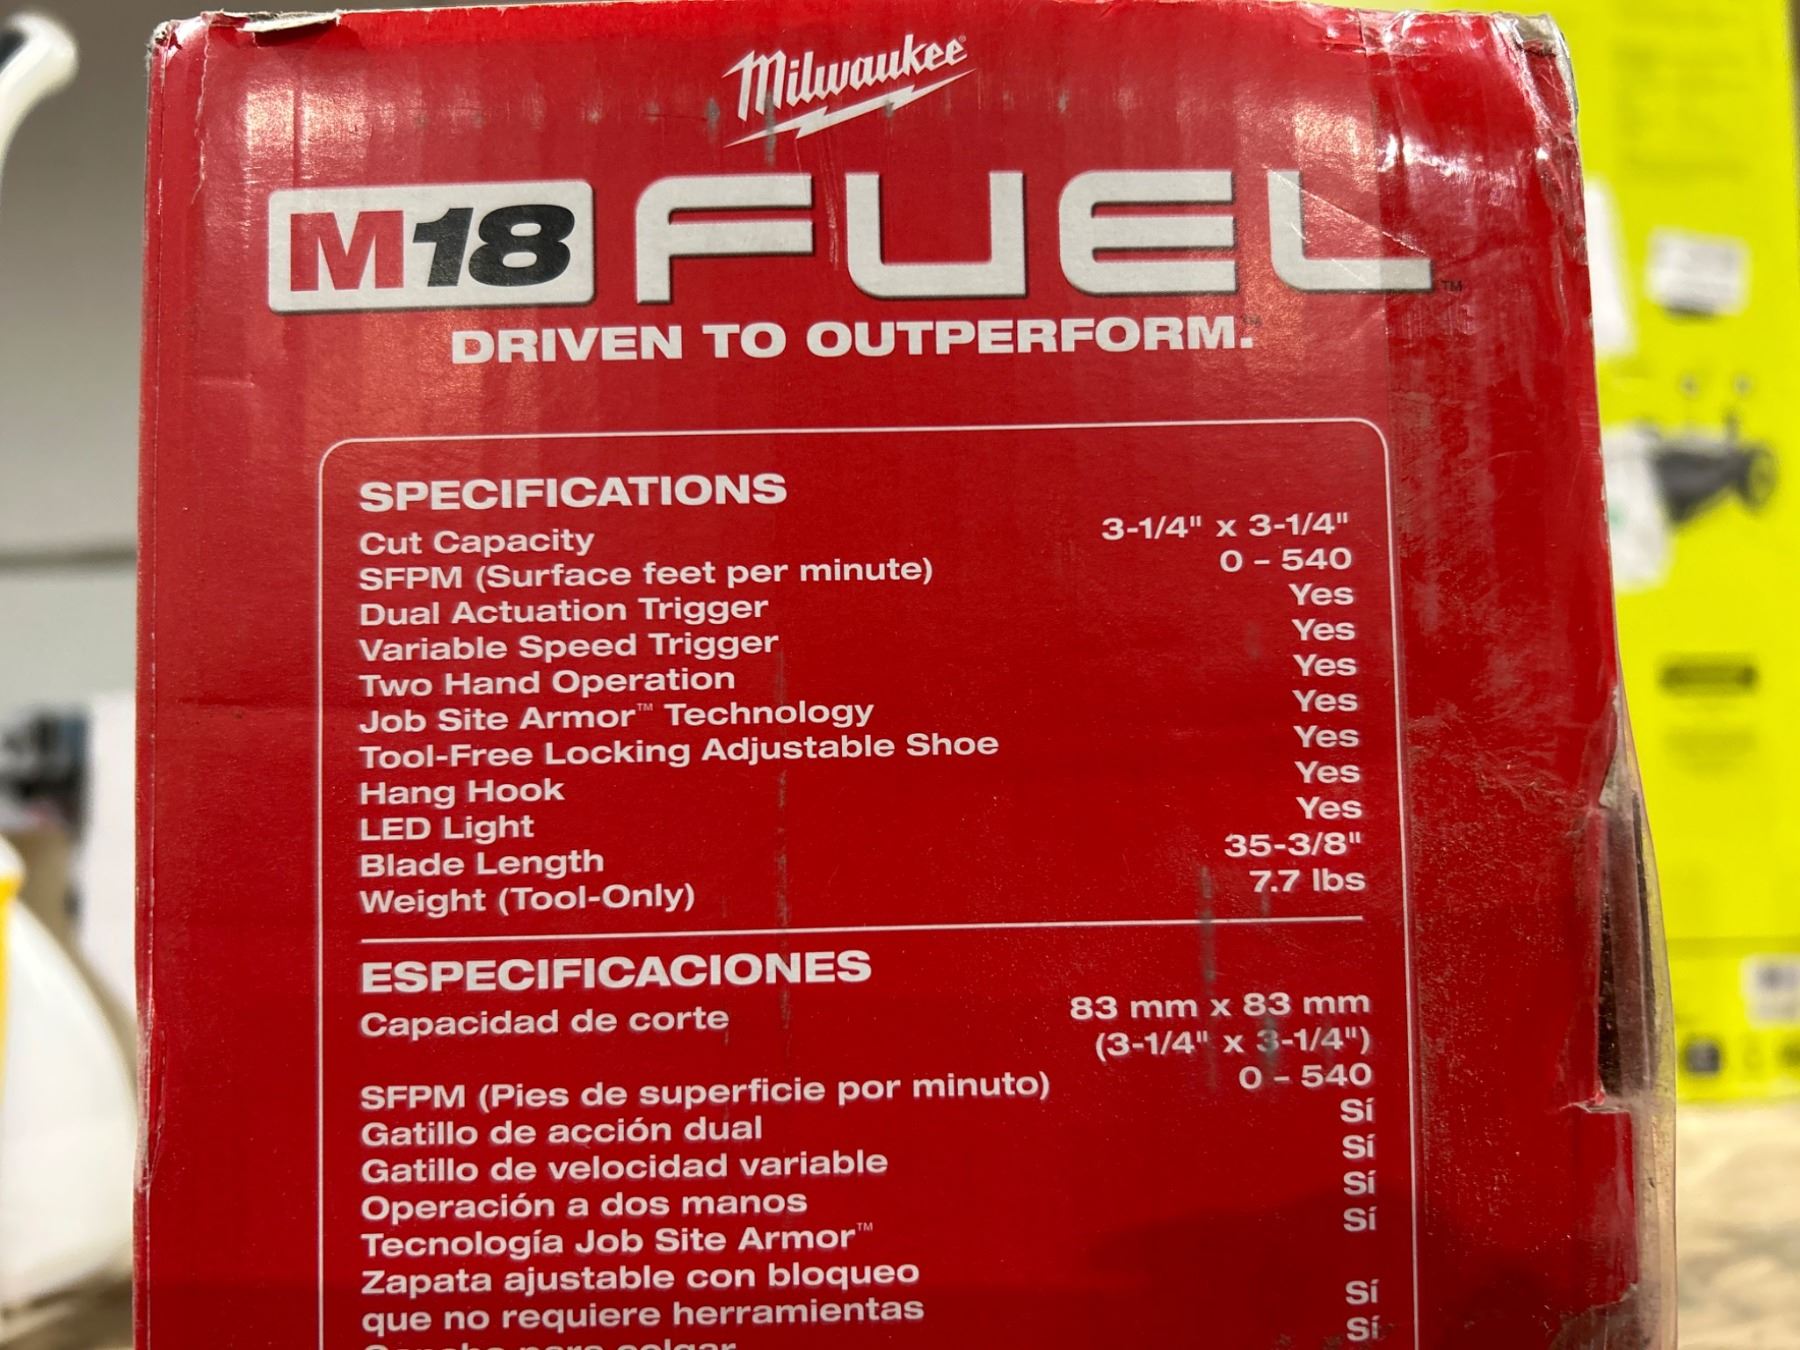 Milwaukee®
M18 FUEL™
DRIVEN TO OUTPERFORM.™
SPECIFICATIONS
Cut Capacity 3-1/4" x 3-1/4"
SFPM (Surface feet per minute) 0 – 540
Dual Actuation Trigger Yes
Variable Speed Trigger Yes
Two Hand Operation Yes
Job Site Armor™ Technology Yes
Tool-Free Locking Adjustable Shoe Yes
Hang Hook Yes
LED Light Yes
Blade Length 35-3/8"
Weight (Tool-Only) 7.7 lbs
ESPECIFICACIONES
Capacidad de corte 83 mm x 83 mm
(3-1/4" x 3-1/4")
SFPM (Pies de superficie por minuto) 0 – 540
Gatillo de acción dual Sí
Gatillo de velocidad variable Sí
Operación a dos manos Sí
Tecnología Job Site Armor™ Sí
Zapata ajustable con bloqueo
que no requiere herramientas Sí
Gancho para colgar Sí